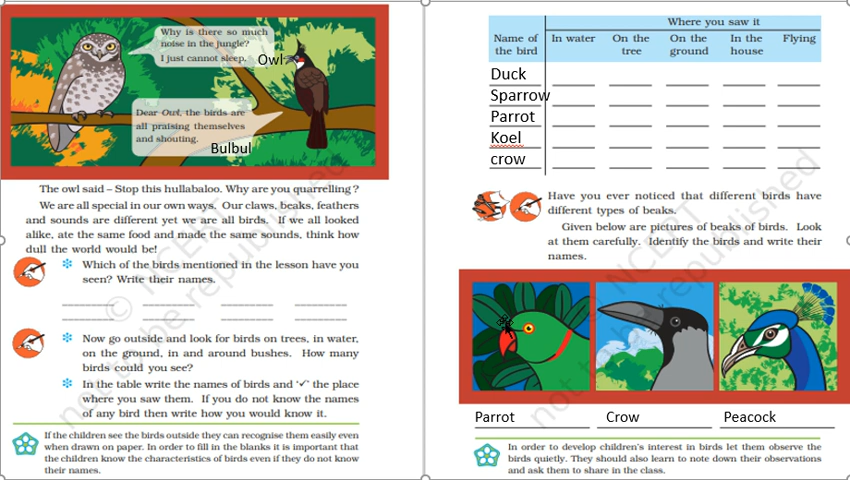 Why is there so much
noise in the jungle?
I just cannot sleep.
Owl
Dear Owl, the birds are
all praising themselves
and shouting.
Bulbul
The owl said – Stop this hullabaloo. Why are you quarrelling ?
We are all special in our own ways. Our claws, beaks, feathers
and sounds are different yet we are all birds. If we all looked
alike, ate the same food and made the same sounds, think how
dull the world would be!
Which of the birds mentioned in the lesson have you
seen? Write their names.
Now go outside and look for birds on trees, in water,
on the ground, in and around bushes. How many
birds could you see?
In the table write the names of birds and ‘✓’ the place
where you saw them. If you do not know the names
of any bird then write how you would know it.
If the children see the birds outside they can recognise them easily even
when drawn on paper. In order to fill in the blanks it is important that
the children know the characteristics of birds even if they do not know
their names.
© NCERT
not to be republished
Where you saw it
Name of the bird In water On the tree On the ground In the house Flying
Duck
Sparrow
Parrot
Koel
crow
Have you ever noticed that different birds have
different types of beaks.
Given below are pictures of beaks of birds. Look
at them carefully. Identify the birds and write their
names.
Parrot Crow Peacock
In order to develop children's interest in birds let them observe the
birds quietly. They should also learn to note down their observations
and ask them to share in the class.
© NCERT
not to be republished